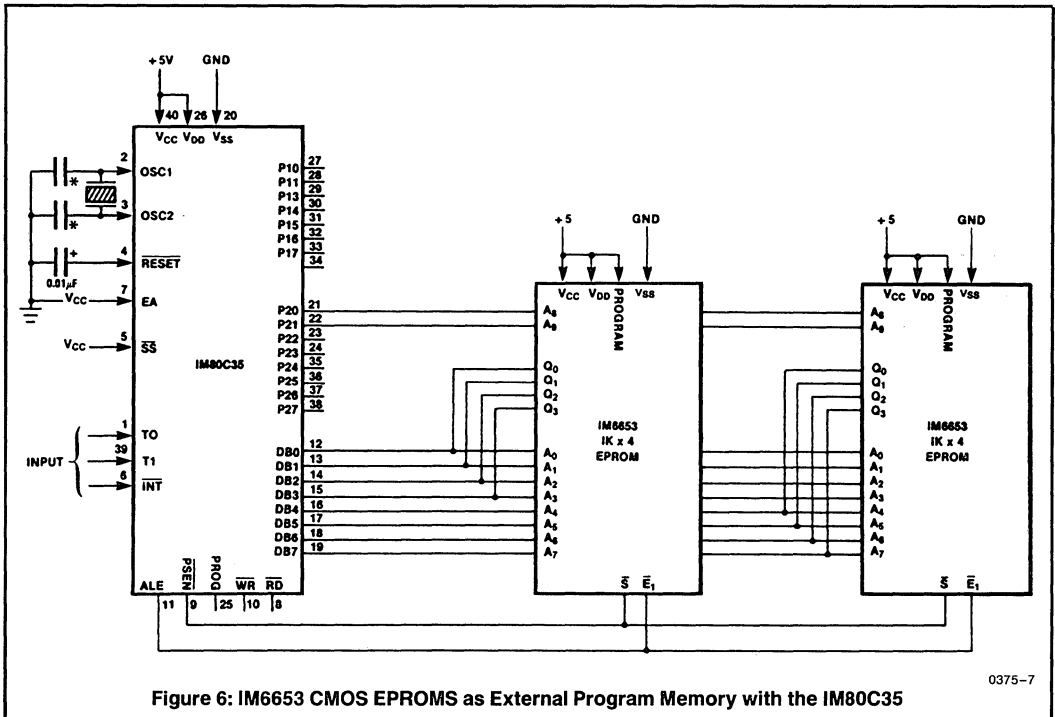 +5V GND
40 26 20
VCC VDD VSS
2 OSC1
*
3 OSC2
*
4 RESET
+
0.01μF
VCC 7 EA
VCC 5 SS
IM80C35
INPUT
1 TO
39 T1
6 INT
P10 27
P11 28
P13 29
P14 30
P15 31
P16 32
P17 33
34
P20 21
P21 22
P22 23
P23 24
P24 35
P25 36
P26 37
P27 38
DB0 12
DB1 13
DB2 14
DB3 15
DB4 16
DB5 17
DB6 18
DB7 19
ALE PSEN PROG WR RD
11 9 25 10 8
+5 GND
VCC VDD PROGRAM VSS
A8
A9
Q0
Q1
Q2
Q3
IM6653
IK x 4
EPROM
A0
A1
A2
A3
A4
A5
A6
A7
S E1
+5 GND
VCC VDD PROGRAM VSS
A8
A9
Q0
Q1
Q2
Q3
IM6653
IK x 4
EPROM
A0
A1
A2
A3
A4
A5
A6
A7
S E1
0375-7
Figure 6: IM6653 CMOS EPROMS as External Program Memory with the IM80C35